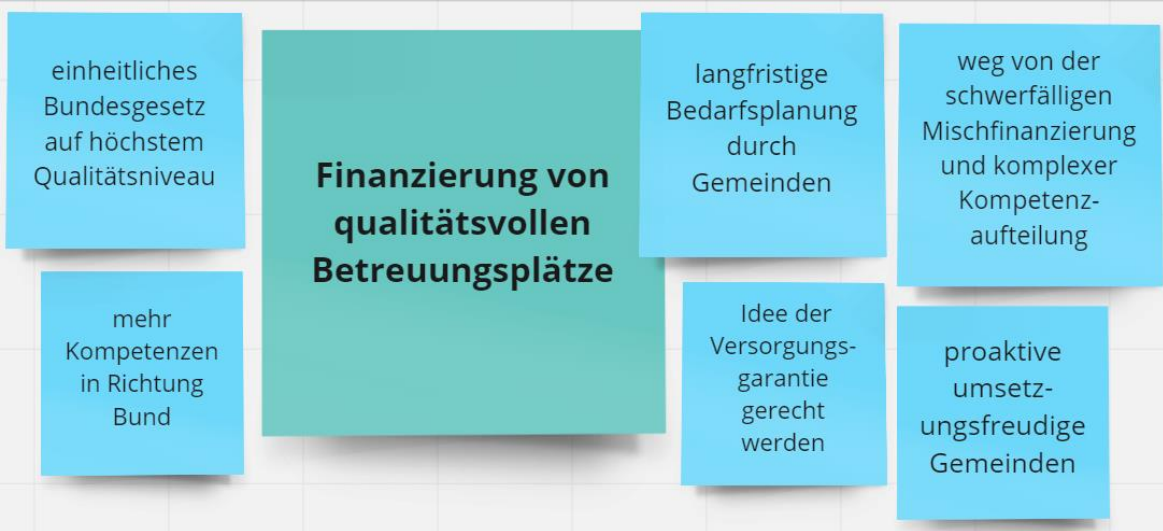 einheitliches
Bundesgesetz
auf höchstem
Qualitätsniveau
mehr
Kompetenzen
in Richtung
Bund
Finanzierung von
qualitätsvollen
Betreuungsplätze
langfristige
Bedarfsplanung
durch
Gemeinden
weg von der
schwerfälligen
Mischfinanzierung
und komplexer
Kompetenz-
aufteilung
Idee der
Versorgungs-
garantie
gerecht
werden
proaktive
umsetz-
ungsfreudige
Gemeinden